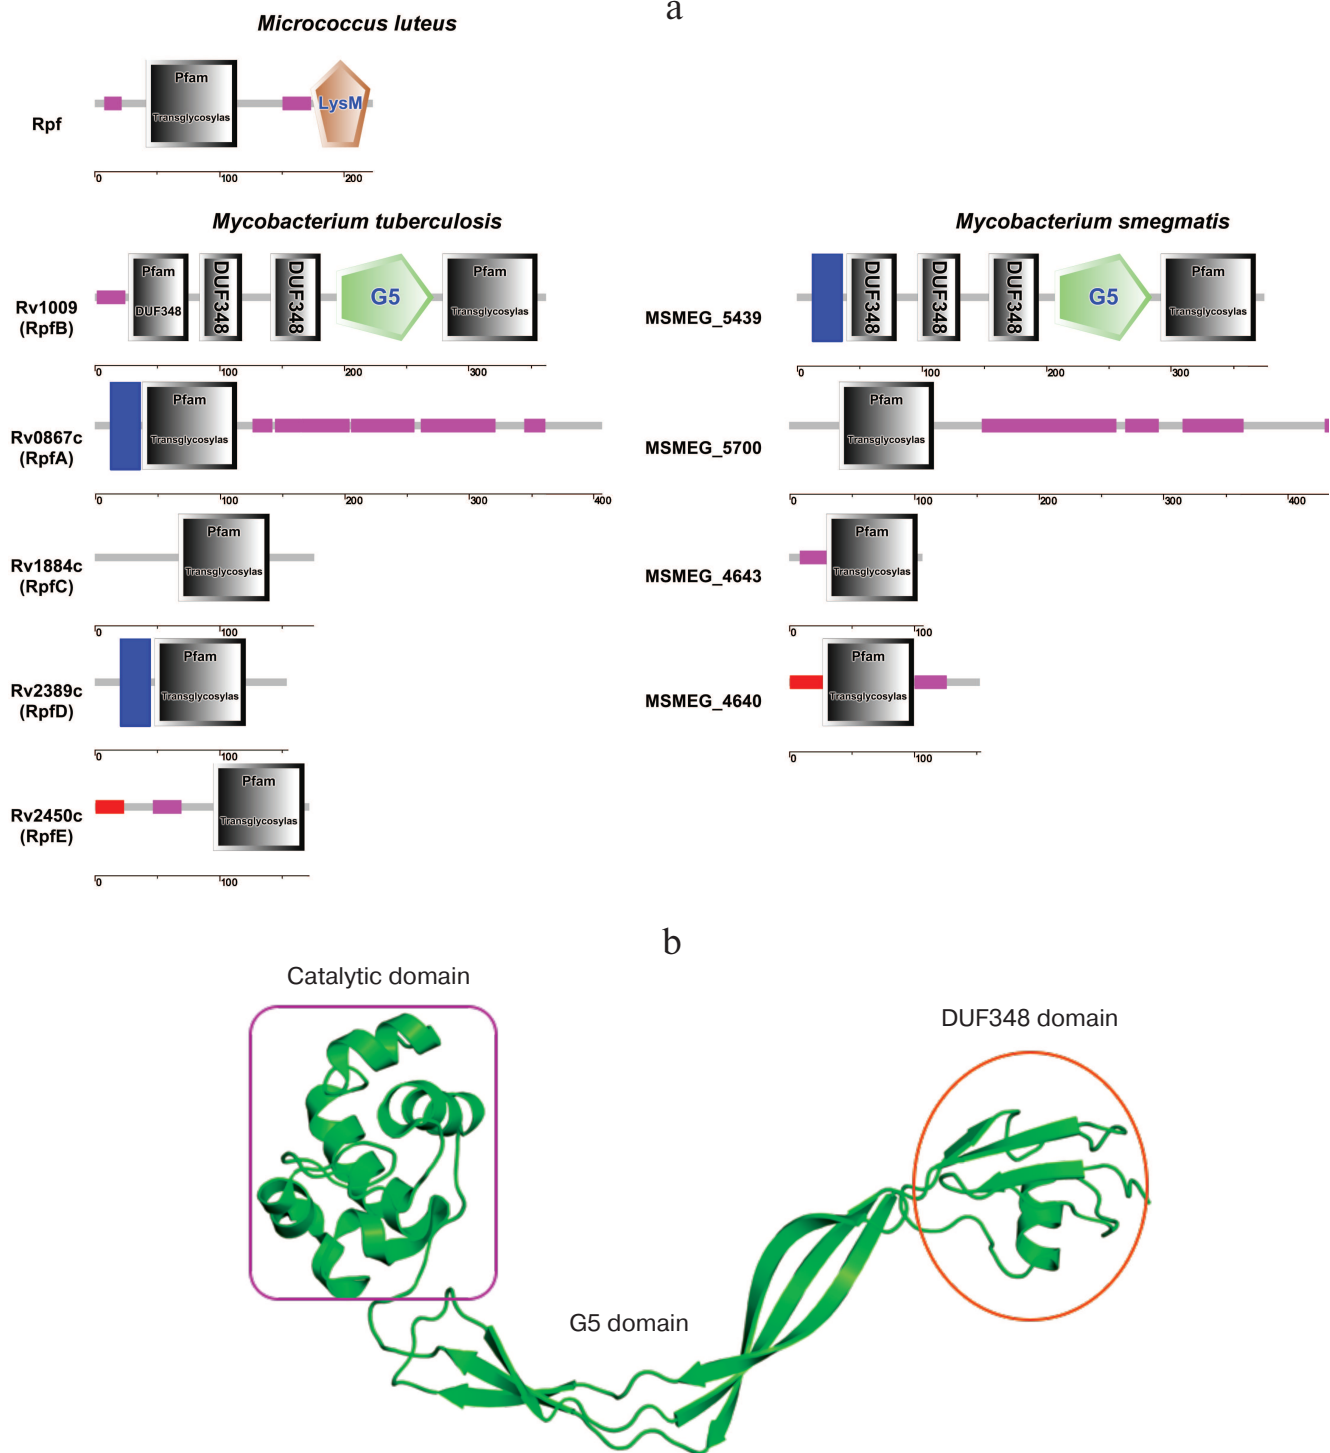 a
Micrococcus luteus
Rpf
Pfam
Transglycosylas
LysM
0 100 200
Mycobacterium tuberculosis
Rv1009
(RpfB)
Pfam
DUF348
DUF348
DUF348
G5
Pfam
Transglycosylas
0 100 200 300
Rv0867c
(RpfA)
Pfam
Transglycosylas
0 100 200 300 400
Rv1884c
(RpfC)
Pfam
Transglycosylas
0 100
Rv2389c
(RpfD)
Pfam
Transglycosylas
0 100
Rv2450c
(RpfE)
Pfam
Transglycosylas
0 100
Mycobacterium smegmatis
MSMEG_5439
DUF348
DUF348
DUF348
G5
Pfam
Transglycosylas
0 100 200 300
MSMEG_5700
Pfam
Transglycosylas
0 100 200 300 400
MSMEG_4643
Pfam
Transglycosylas
0 100
MSMEG_4640
Pfam
Transglycosylas
0 100
b
Catalytic domain
DUF348 domain
G5 domain